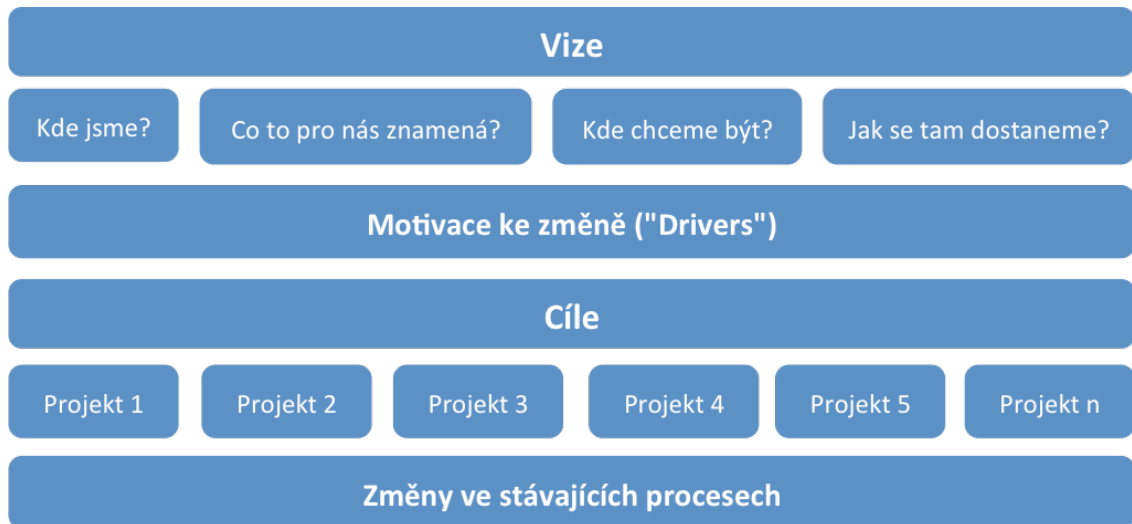 Vize
Kde jsme?
Co to pro nás znamená?
Kde chceme být?
Jak se tam dostaneme?
Motivace ke změně ("Drivers")
Cíle
Projekt 1
Projekt 2
Projekt 3
Projekt 4
Projekt 5
Projekt n
Změny ve stávajících procesech